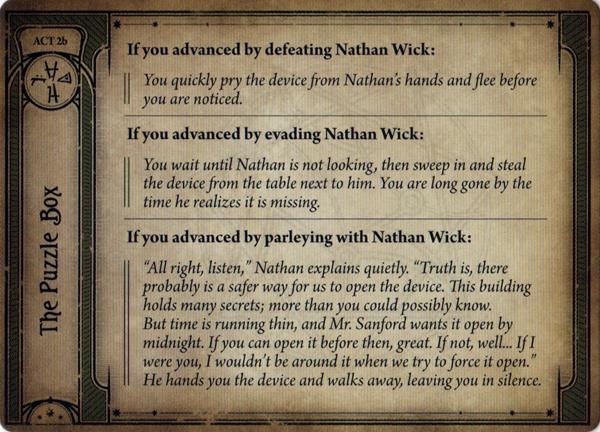 ACT 2b
The Puzzle Box
If you advanced by defeating Nathan Wick:
You quickly pry the device from Nathan's hands and flee before
you are noticed.
If you advanced by evading Nathan Wick:
You wait until Nathan is not looking, then sweep in and steal
the device from the table next to him. You are long gone by the
time he realizes it is missing.
If you advanced by parleying with Nathan Wick:
“All right, listen,” Nathan explains quietly. “Truth is, there
probably is a safer way for us to open the device. This building
holds many secrets; more than you could possibly know.
But time is running thin, and Mr. Sanford wants it open by
midnight. If you can open it before then, great. If not, well... If I
were you, I wouldn't be around it when we try to force it open.”
He hands you the device and walks away, leaving you in silence.